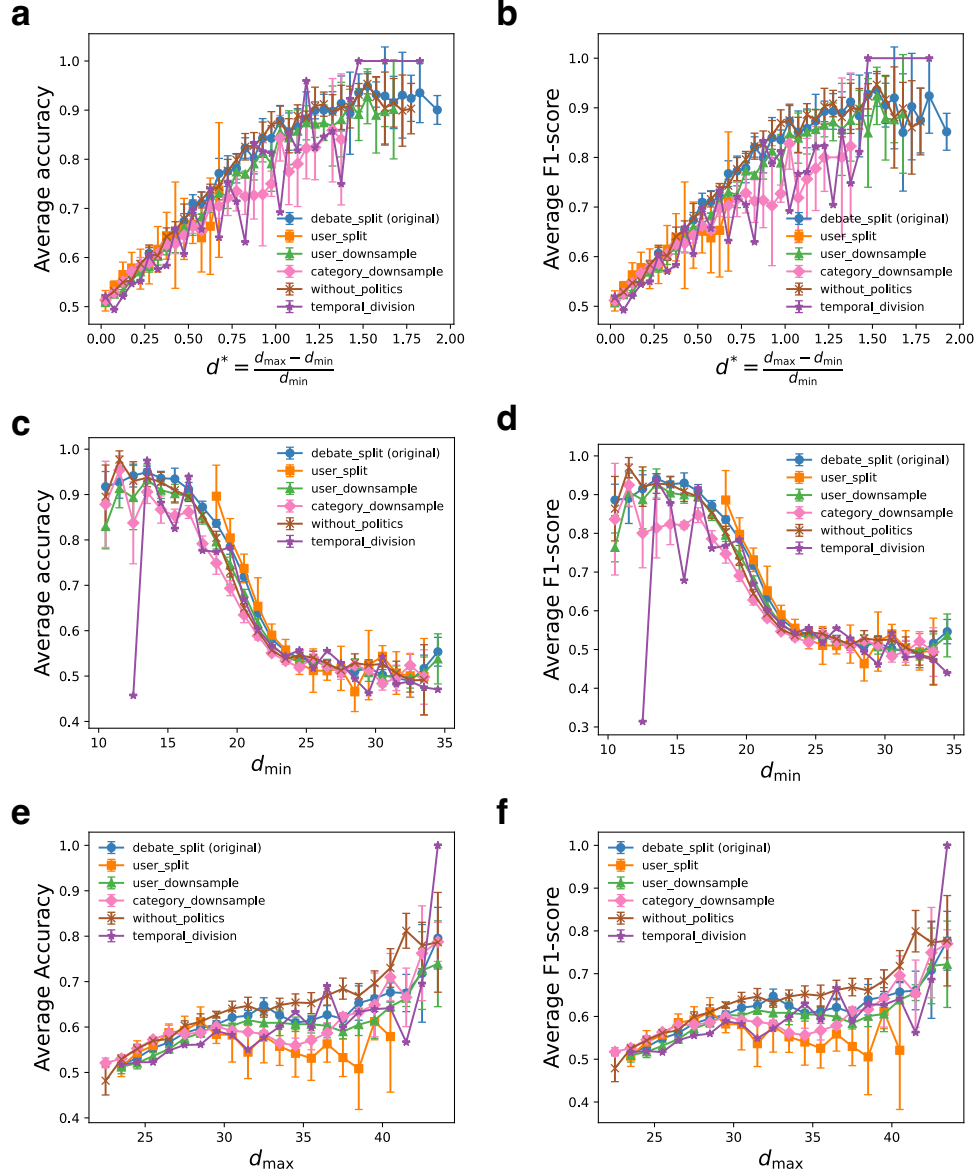 a
Average accuracy
1.0
0.9
0.8
0.7
0.6
0.5
debate_split (original)
user_split
user_downsample
category_downsample
without_politics
temporal_division
0.00 0.25 0.50 0.75 1.00 1.25 1.50 1.75 2.00
d* = (d_max − d_min) / d_min
b
Average F1-score
1.0
0.9
0.8
0.7
0.6
0.5
debate_split (original)
user_split
user_downsample
category_downsample
without_politics
temporal_division
0.00 0.25 0.50 0.75 1.00 1.25 1.50 1.75 2.00
d* = (d_max − d_min) / d_min
c
Average accuracy
1.0
0.9
0.8
0.7
0.6
0.5
0.4
debate_split (original)
user_split
user_downsample
category_downsample
without_politics
temporal_division
10 15 20 25 30 35
d_min
d
Average F1-score
1.0
0.9
0.8
0.7
0.6
0.5
0.4
0.3
debate_split (original)
user_split
user_downsample
category_downsample
without_politics
temporal_division
10 15 20 25 30 35
d_min
e
Average Accuracy
1.0
0.9
0.8
0.7
0.6
0.5
0.4
debate_split (original)
user_split
user_downsample
category_downsample
without_politics
temporal_division
25 30 35 40
d_max
f
Average F1-score
1.0
0.9
0.8
0.7
0.6
0.5
0.4
debate_split (original)
user_split
user_downsample
category_downsample
without_politics
temporal_division
25 30 35 40
d_max